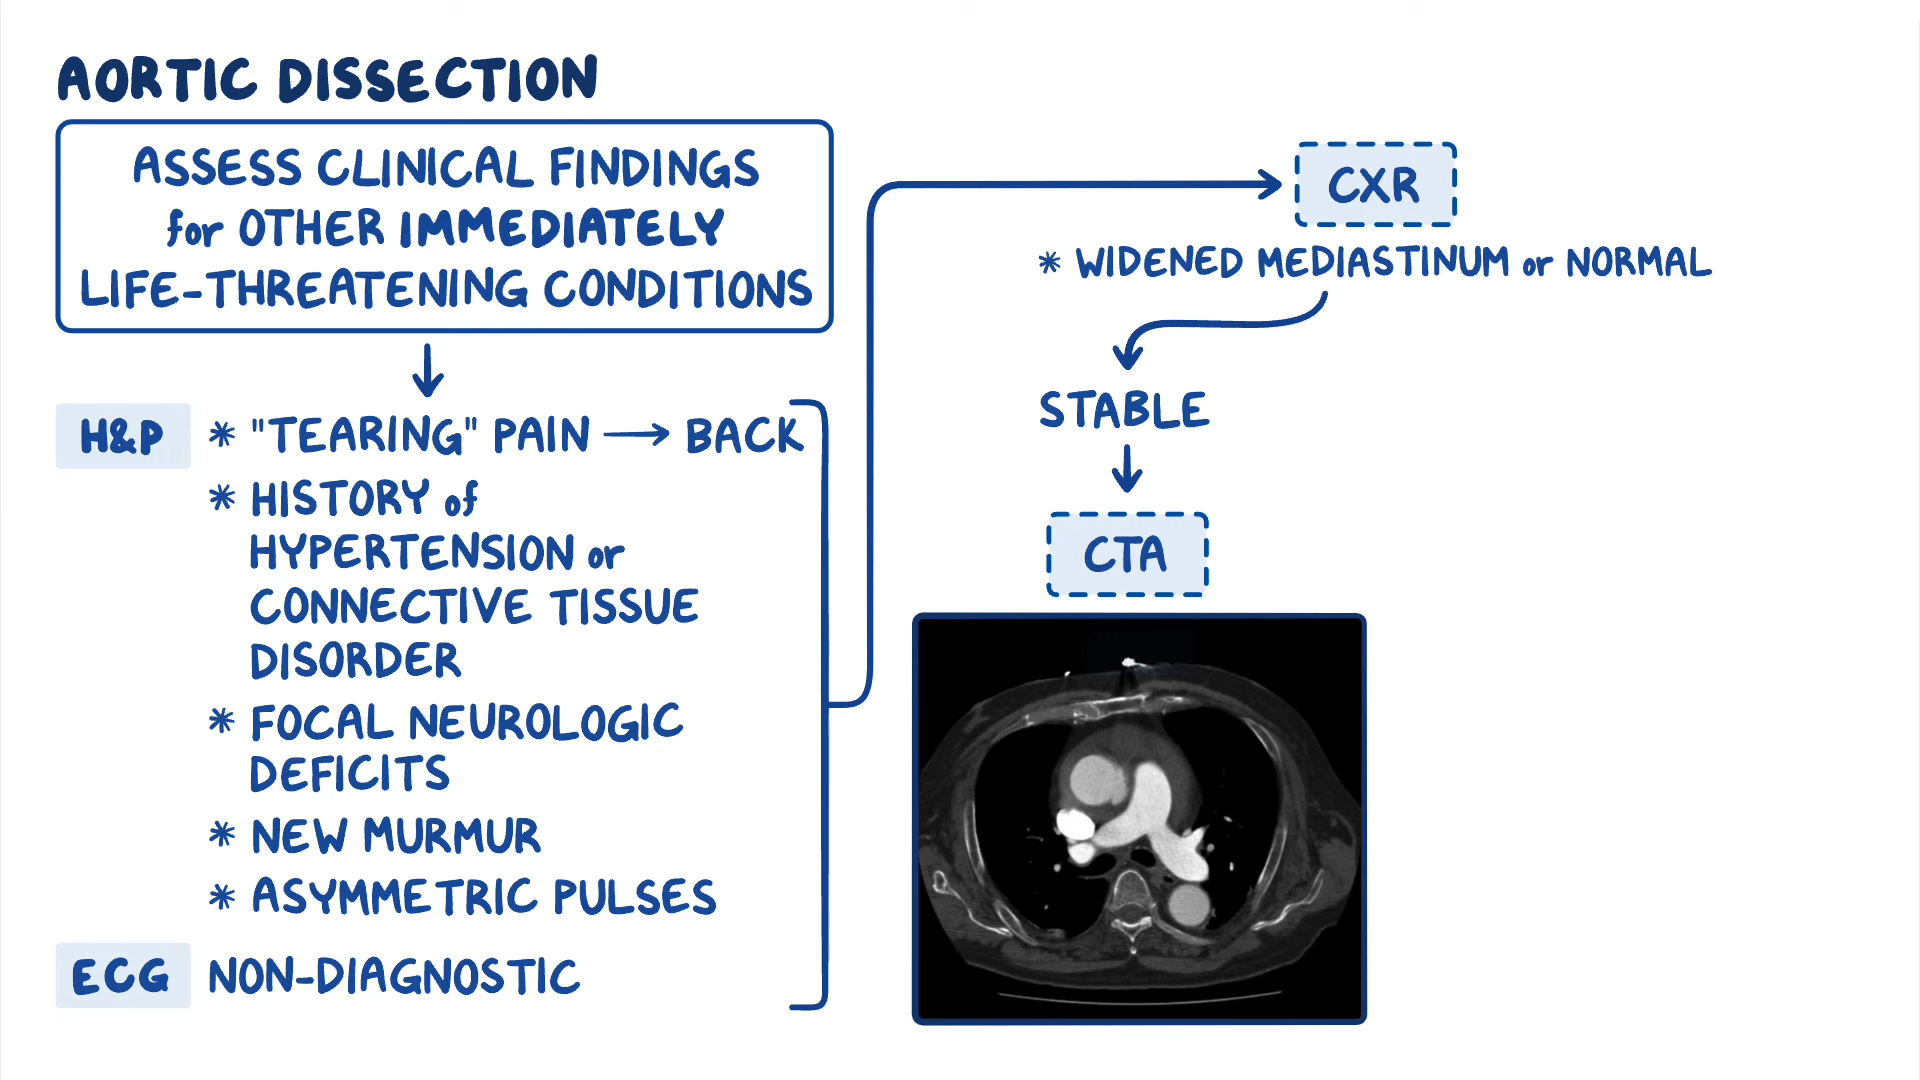 AORTIC DISSECTION
ASSESS CLINICAL FINDINGS
for OTHER IMMEDIATELY
LIFE-THREATENING CONDITIONS
H&P * "TEARING" PAIN → BACK
* HISTORY of
HYPERTENSION or
CONNECTIVE TISSUE
DISORDER
* FOCAL NEUROLOGIC
DEFICITS
* NEW MURMUR
* ASYMMETRIC PULSES
ECG NON-DIAGNOSTIC
CXR
* WIDENED MEDIASTINUM or NORMAL
STABLE
CTA